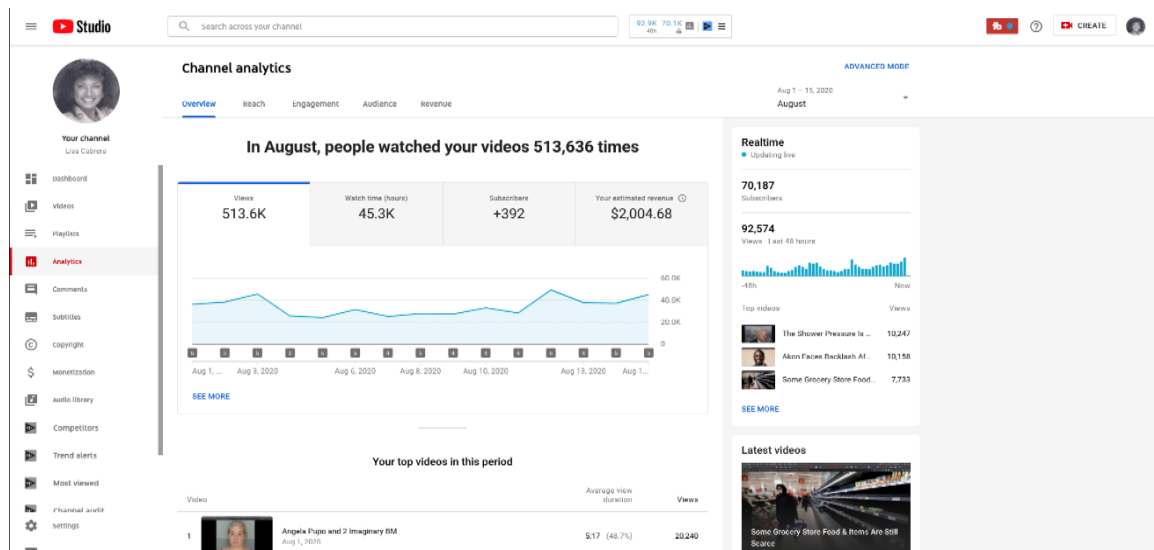 Studio
search across your channel
92.9K 70.1K
48h
CREATE
Your channel
Lisa Cabrera
Dashboard
Videos
Playlists
Analytics
Comments
Subtitles
Copyright
Monetization
Audio library
Competitors
Trend alerts
Most viewed
Channel audit
Settings
Channel analytics
ADVANCED MODE
Overview
Reach
Engagement
Audience
Revenue
Aug 1 – 15, 2020
August
In August, people watched your videos 513,636 times
Views
513.6K
Watch time (hours)
45.3K
Subscribers
+392
Your estimated revenue
$2,004.68
60.0K
40.0K
20.0K
0
Aug 1, ...
Aug 3, 2020
Aug 6, 2020
Aug 8, 2020
Aug 10, 2020
Aug 13, 2020
Aug 1...
SEE MORE
Your top videos in this period
Video
Average view
duration
Views
1
Angela Pupo and 2 Imaginary BM
Aug 1, 2020
5:17 (48.7%)
20,240
Realtime
Updating live
70,187
Subscribers
92,574
Views · Last 48 hours
-48h
Now
Top videos
Views
The Shower Pressure Is ...
10,247
Akon Faces Backlash Af...
10,158
Some Grocery Store Food...
7,733
SEE MORE
Latest videos
Some Grocery Store Food & Items Are Still
Scarce